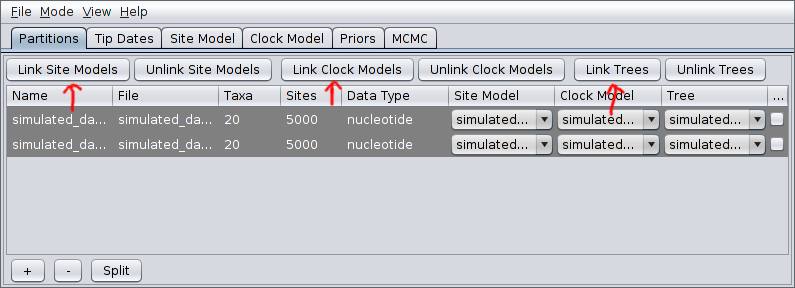 File Mode View Help
Partitions Tip Dates Site Model Clock Model Priors MCMC
Link Site Models Unlink Site Models Link Clock Models Unlink Clock Models Link Trees Unlink Trees
Name File Taxa Sites Data Type Site Model Clock Model Tree ...
simulated_da... simulated_da... 20 5000 nucleotide simulated... simulated... simulated...
simulated_da... simulated_da... 20 5000 nucleotide simulated... simulated... simulated...
+ - Split